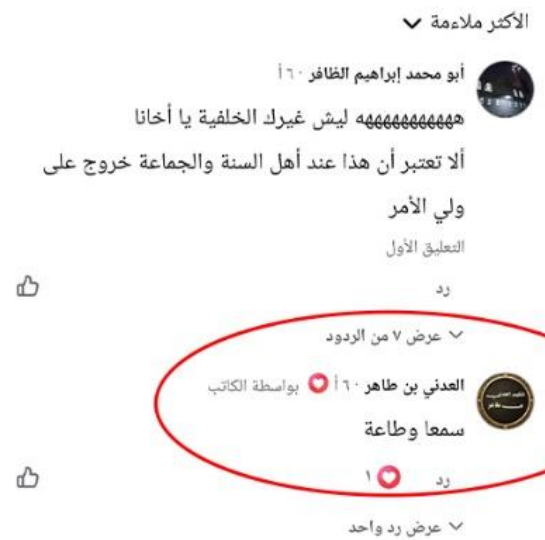 الأكثر ملاءمة
أبو محمد إبراهيم الظافر · ٦٠ أ
هههههههههههه ليش غيرك الخلفية يا أخانا
ألا تعتبر أن هذا عند أهل السنة والجماعة خروج على
ولي الأمر
التعليق الأول
رد
عرض ٧ من الردود
العدني بن طاهر · ٦٠ أ بواسطة الكاتب
سمعا وطاعة
رد ١
عرض رد واحد